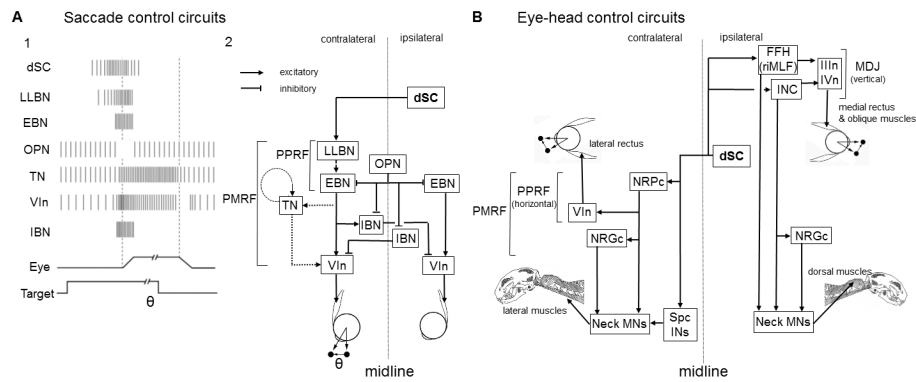 A Saccade control circuits
1
dSC
LLBN
EBN
OPN
TN
VIn
IBN
Eye
Target
θ
2
contralateral
ipsilateral
excitatory
inhibitory
dSC
LLBN
PPRF
OPN
EBN
EBN
PMRF
TN
IBN
IBN
VIn
VIn
θ
midline
B Eye-head control circuits
contralateral
ipsilateral
FFH
(riMLF)
IIIn
IVn
MDJ
(vertical)
INC
medial rectus
& oblique muscles
lateral rectus
dSC
NRPc
PPRF
(horizontal)
PMRF
VIn
NRGc
NRGc
dorsal muscles
lateral muscles
Neck MNs
Spc
INs
Neck MNs
midline